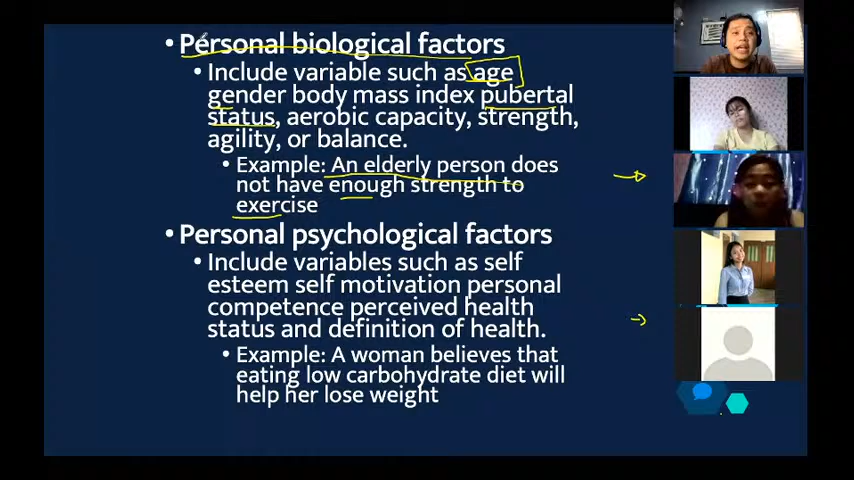 • Personal biological factors
• Include variable such as age
gender body mass index pubertal
status, aerobic capacity, strength,
agility, or balance.
• Example: An elderly person does
not have enough strength to
exercise
• Personal psychological factors
• Include variables such as self
esteem self motivation personal
competence perceived health
status and definition of health.
• Example: A woman believes that
eating low carbohydrate diet will
help her lose weight